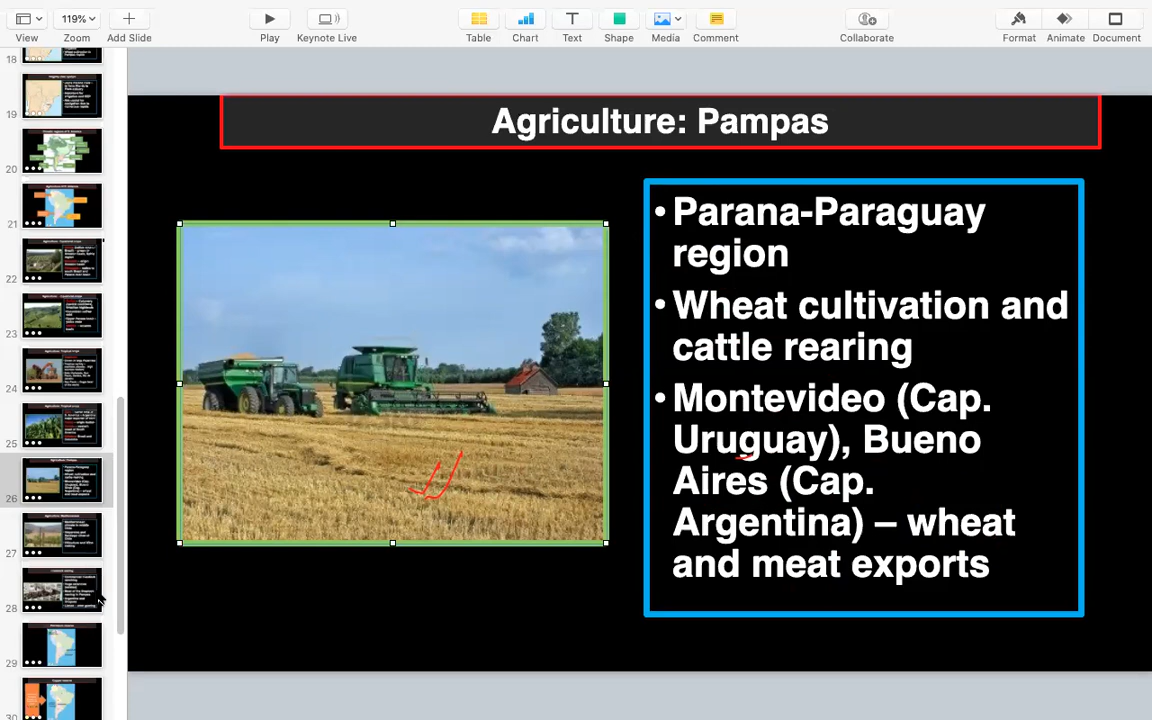 119%
View
Zoom
Add Slide
Play
Keynote Live
Table
Chart
Text
Shape
Media
Comment
Collaborate
Format
Animate
Document
18
19
20
21
22
23
24
25
26
27
28
29
30
Agriculture: Pampas
• Parana-Paraguay
region
• Wheat cultivation and
cattle rearing
• Montevideo (Cap.
Uruguay), Bueno
Aires (Cap.
Argentina) – wheat
and meat exports